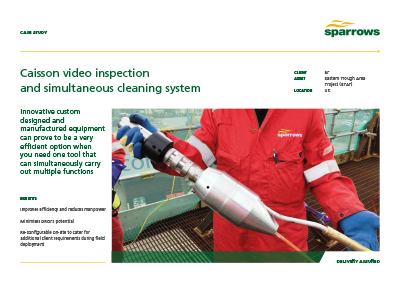 CASE STUDY
sparrows
Caisson video inspection
and simultaneous cleaning system
CLIENT
ASSET Eastern Trough Area
Project (ETAP)
LOCATION UK
Innovative custom
designed and
manufactured equipment
can prove to be a very
efficient option when
you need one tool that
can simultaneously carry
out multiple functions
BENEFITS
Improves efficiency and reduces manpower
Minimises DROPS potential
Re-configurable on-site to cater for
additional client requirements during field
deployment
sparrows
DELIVERY ASSURED